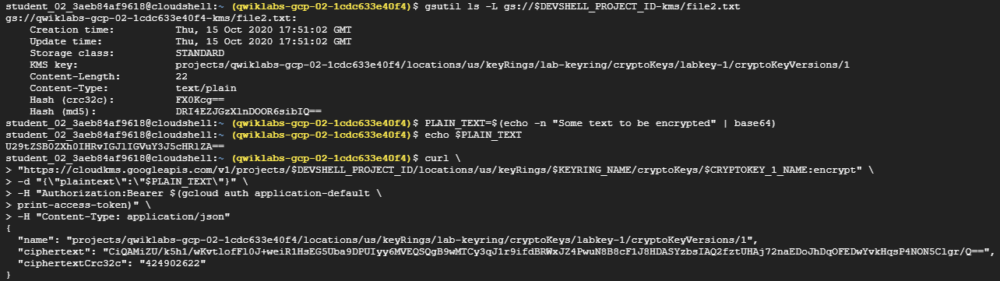 student_02_3aeb84af9618@cloudshell:~ (qwiklabs-gcp-02-1cdc633e40f4)$ gsutil ls -L gs://$DEVSHELL_PROJECT_ID-kms/file2.txt
gs://qwiklabs-gcp-02-1cdc633e40f4-kms/file2.txt:
    Creation time:          Thu, 15 Oct 2020 17:51:02 GMT
    Update time:            Thu, 15 Oct 2020 17:51:02 GMT
    Storage class:          STANDARD
    KMS key:                projects/qwiklabs-gcp-02-1cdc633e40f4/locations/us/keyRings/lab-keyring/cryptoKeys/labkey-1/cryptoKeyVersions/1
    Content-Length:         22
    Content-Type:           text/plain
    Hash (crc32c):          FX0Kcg==
    Hash (md5):             DRI4EZJGzXlnDOOR6sibIQ==
student_02_3aeb84af9618@cloudshell:~ (qwiklabs-gcp-02-1cdc633e40f4)$ PLAIN_TEXT=$(echo -n "Some text to be encrypted" | base64)
student_02_3aeb84af9618@cloudshell:~ (qwiklabs-gcp-02-1cdc633e40f4)$ echo $PLAIN_TEXT
U29tZSB0ZXh0IHRvIGJlIGVuY3J5cHRlZA==
student_02_3aeb84af9618@cloudshell:~ (qwiklabs-gcp-02-1cdc633e40f4)$ curl \
> "https://cloudkms.googleapis.com/v1/projects/$DEVSHELL_PROJECT_ID/locations/us/keyRings/$KEYRING_NAME/cryptoKeys/$CRYPTOKEY_1_NAME:encrypt" \
> -d "{\"plaintext\":\"$PLAIN_TEXT\"}" \
> -H "Authorization:Bearer $(gcloud auth application-default \
> print-access-token)" \
> -H "Content-Type: application/json"
{
  "name": "projects/qwiklabs-gcp-02-1cdc633e40f4/locations/us/keyRings/lab-keyring/cryptoKeys/labkey-1/cryptoKeyVersions/1",
  "ciphertext": "CiQAMiZU/k5h1/wKvtlofFl0J+weiR1HsEG5Uba9DPUIyy6MVEQSQgB9wMTCy3qJ1r9ifdBRWxJZ4PwuN8B8cF1J8HDASYzbsIAQ2fztUHAj72naEDoJhDqOFEDwYvkHqsP4NON5Clgr/Q==",
  "ciphertextCrc32c": "424902622"
}